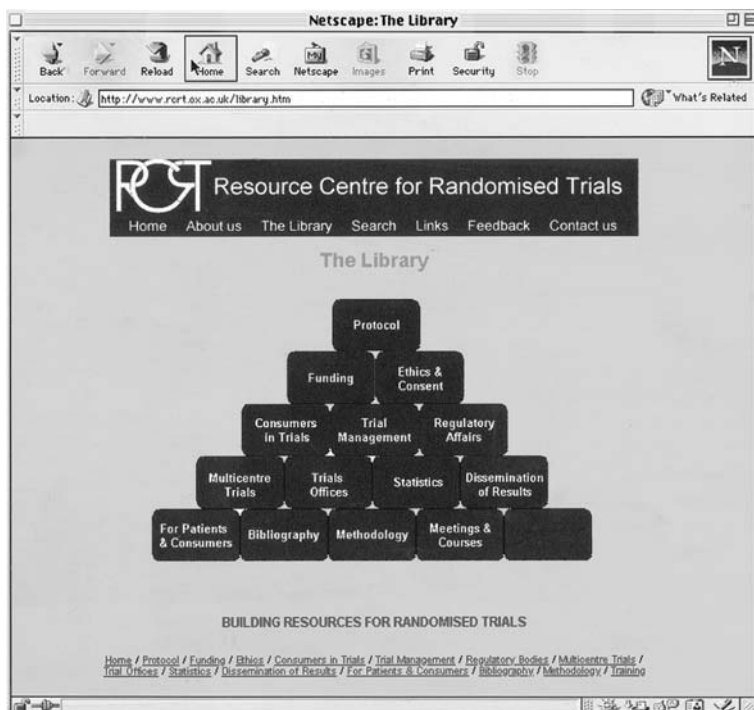 Netscape: The Library
Back Forward Reload Home Search Netscape Images Print Security Stop
Location: http://www.rcrt.ox.ac.uk/library.htm What's Related
RCRT Resource Centre for Randomised Trials
Home About us The Library Search Links Feedback Contact us
The Library
Protocol
Funding
Ethics &
Consent
Consumers
in Trials
Trial
Management
Regulatory
Affairs
Multicentre
Trials
Trials
Offices
Statistics
Dissemination
of Results
For Patients
& Consumers
Bibliography
Methodology
Meetings &
Courses
BUILDING RESOURCES FOR RANDOMISED TRIALS
Home / Protocol / Funding / Ethics / Consumers in Trials / Trial Management / Regulatory Bodies / Multicentre Trials /
Trial Offices / Statistics / Dissemination of Results / For Patients & Consumers / Bibliography / Methodology / Training